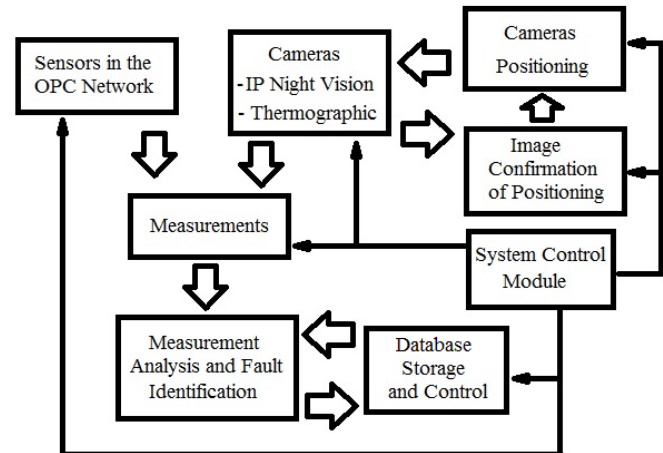 Sensors in the
OPC Network
Cameras
-IP Night Vision
- Thermographic
Cameras
Positioning
Image
Confirmation
of Positioning
Measurements
System Control
Module
Measurement
Analysis and Fault
Identification
Database
Storage
and Control